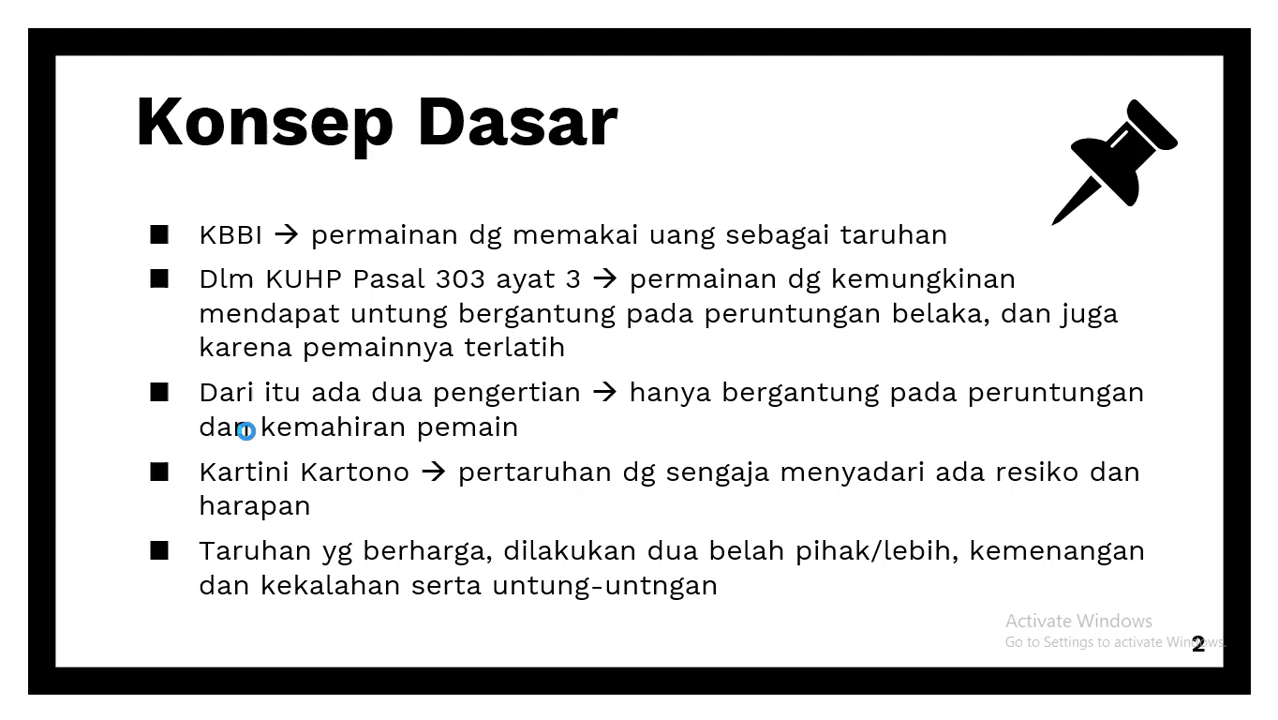 Konsep Dasar
■ KBBI → permainan dg memakai uang sebagai taruhan
■ Dlm KUHP Pasal 303 ayat 3 → permainan dg kemungkinan
mendapat untung bergantung pada peruntungan belaka, dan juga
karena pemainnya terlatih
■ Dari itu ada dua pengertian → hanya bergantung pada peruntungan
dan kemahiran pemain
■ Kartini Kartono → pertaruhan dg sengaja menyadari ada resiko dan
harapan
■ Taruhan yg berharga, dilakukan dua belah pihak/lebih, kemenangan
dan kekalahan serta untung-untngan
Activate Windows
Go to Settings to activate Windows.
2